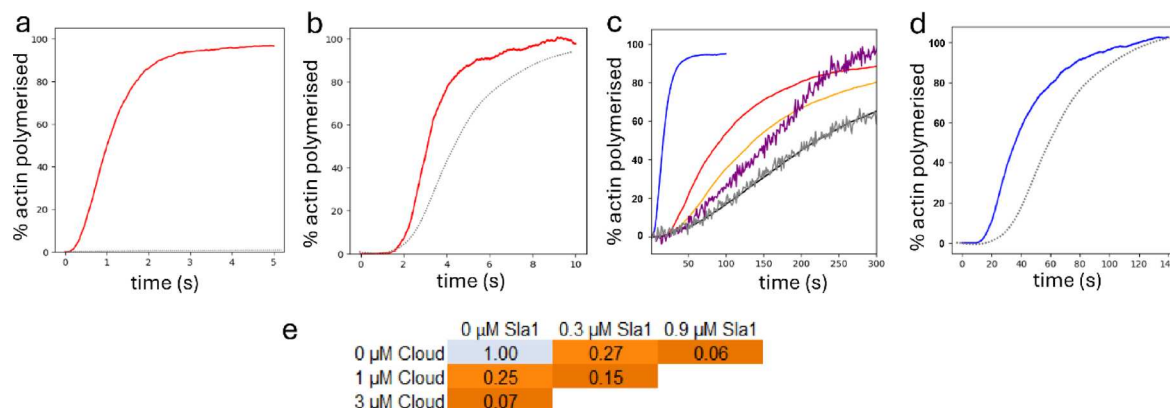 a b c d
100
80
60
40
20
0
% actin polymerised
0 1 2 3 4 5
time (s)
100
80
60
40
20
0
% actin polymerised
0 2 4 6 8 10
time (s)
100
80
60
40
20
0
% actin polymerised
50 100 150 200 250 300
time (s)
100
80
60
40
20
0
% actin polymerised
0 20 40 60 80 100 120
time (s)
e
0 µM Sla1 0.3 µM Sla1 0.9 µM Sla1
0 µM Cloud 1.00 0.27 0.06
1 µM Cloud 0.25 0.15
3 µM Cloud 0.07